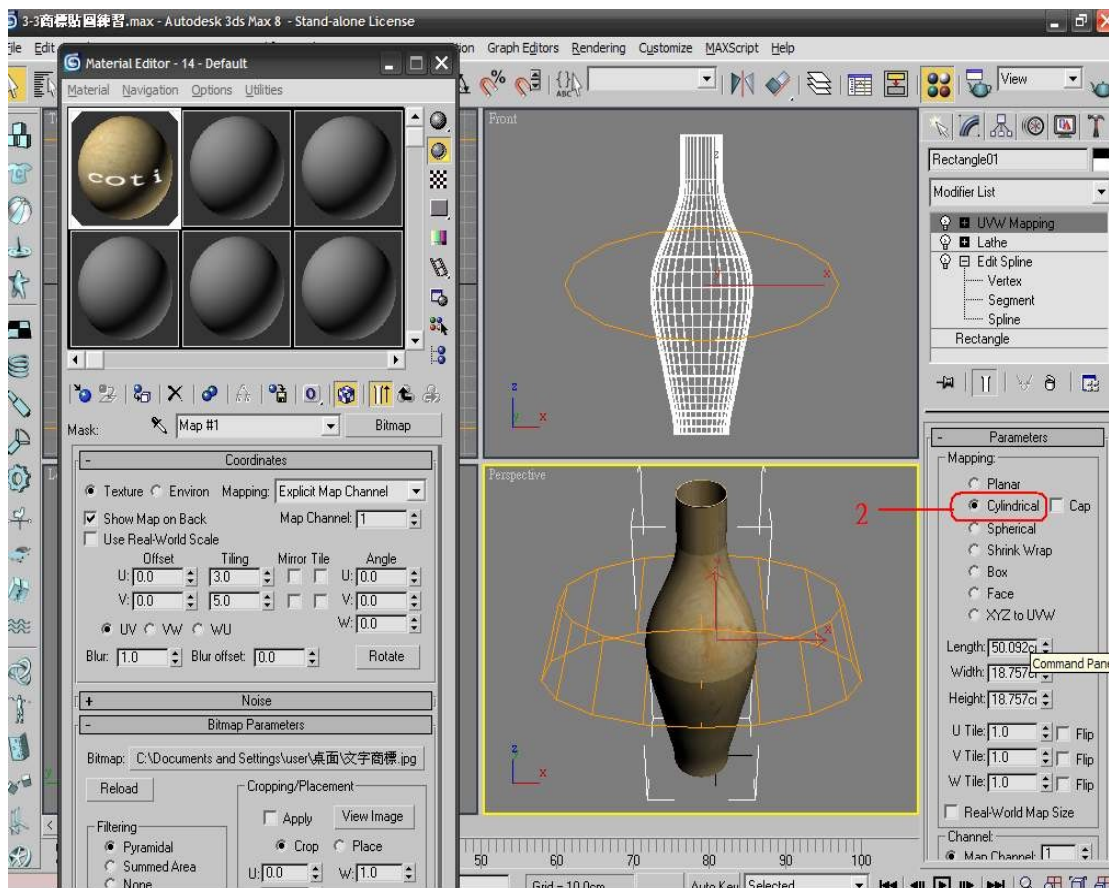 3-3商標貼圖練習.max - Autodesk 3ds Max 8 - Stand-alone License
File Edit Graph Editors Rendering Customize MAXScript Help
Material Editor - 14 - Default
Material Navigation Options Utilities
View
coti
Front
z
y x
z
y x
Rectangle01
Modifier List
UVW Mapping
Lathe
Edit Spline
Vertex
Segment
Spline
Rectangle
Mask: Map #1 Bitmap
- Coordinates
Texture Environ Mapping: Explicit Map Channel
Show Map on Back Map Channel: 1
Use Real-World Scale
Offset Tiling Mirror Tile Angle
U: 0.0 3.0 U: 0.0
V: 0.0 5.0 V: 0.0
W: 0.0
UV VW WU
Blur: 1.0 Blur offset: 0.0 Rotate
+ Noise
- Bitmap Parameters
Bitmap: C:\Documents and Settings\user\桌面\文字商標.jpg
Reload
Cropping/Placement
Apply View Image
Filtering
Pyramidal
Crop Place
Summed Area
U: 0.0 W: 1.0
None
Perspective
z
x
z
y x
2
- Parameters
Mapping:
Planar
Cylindrical Cap
Spherical
Shrink Wrap
Box
Face
XYZ to UVW
Length: 50.092c
Command Pane
Width: 18.757c
Height: 18.757c
U Tile: 1.0 Flip
V Tile: 1.0 Flip
W Tile: 1.0 Flip
Real-World Map Size
Channel:
Map Channel: 1
50 60 70 80 90 100
Grid = 10.0cm Auto Key Selected